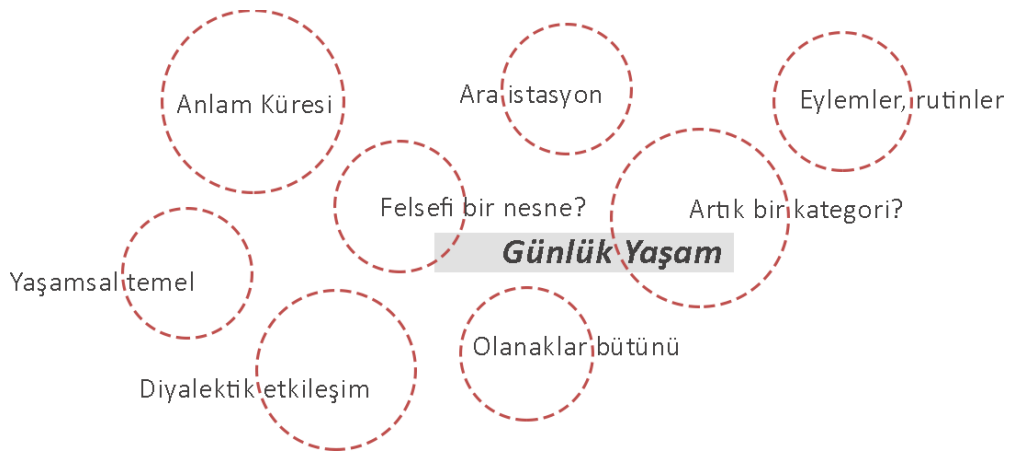 Anlam Küresi
Ara istasyon
Eylemler, rutinler
Felsefi bir nesne?
Artık bir kategori?
Günlük Yaşam
Yaşamsal temel
Olanaklar bütünü
Diyalektik etkileşim